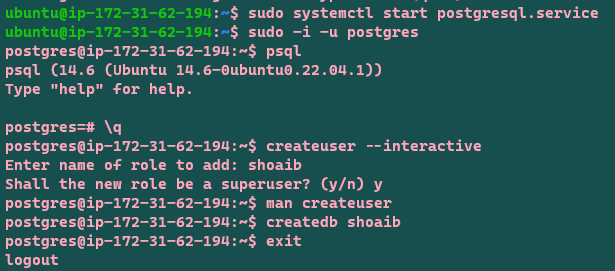 ubuntu@ip-172-31-62-194:~$ sudo systemctl start postgresql.service
ubuntu@ip-172-31-62-194:~$ sudo -i -u postgres
postgres@ip-172-31-62-194:~$ psql
psql (14.6 (Ubuntu 14.6-0ubuntu0.22.04.1))
Type "help" for help.
postgres=# \q
postgres@ip-172-31-62-194:~$ createuser --interactive
Enter name of role to add: shoaib
Shall the new role be a superuser? (y/n) y
postgres@ip-172-31-62-194:~$ man createuser
postgres@ip-172-31-62-194:~$ createdb shoaib
postgres@ip-172-31-62-194:~$ exit
logout